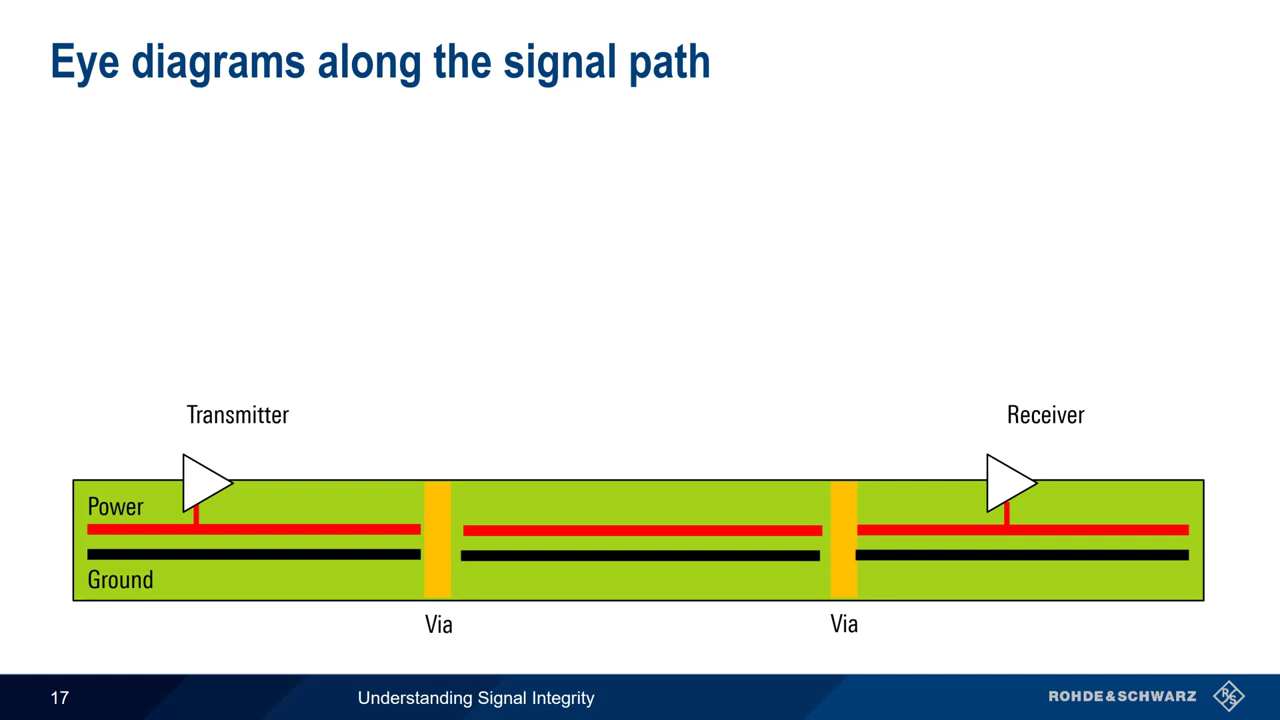 Eye diagrams along the signal path
Transmitter
Receiver
Power
Ground
Via
Via
17
Understanding Signal Integrity
ROHDE & SCHWARZ
R S